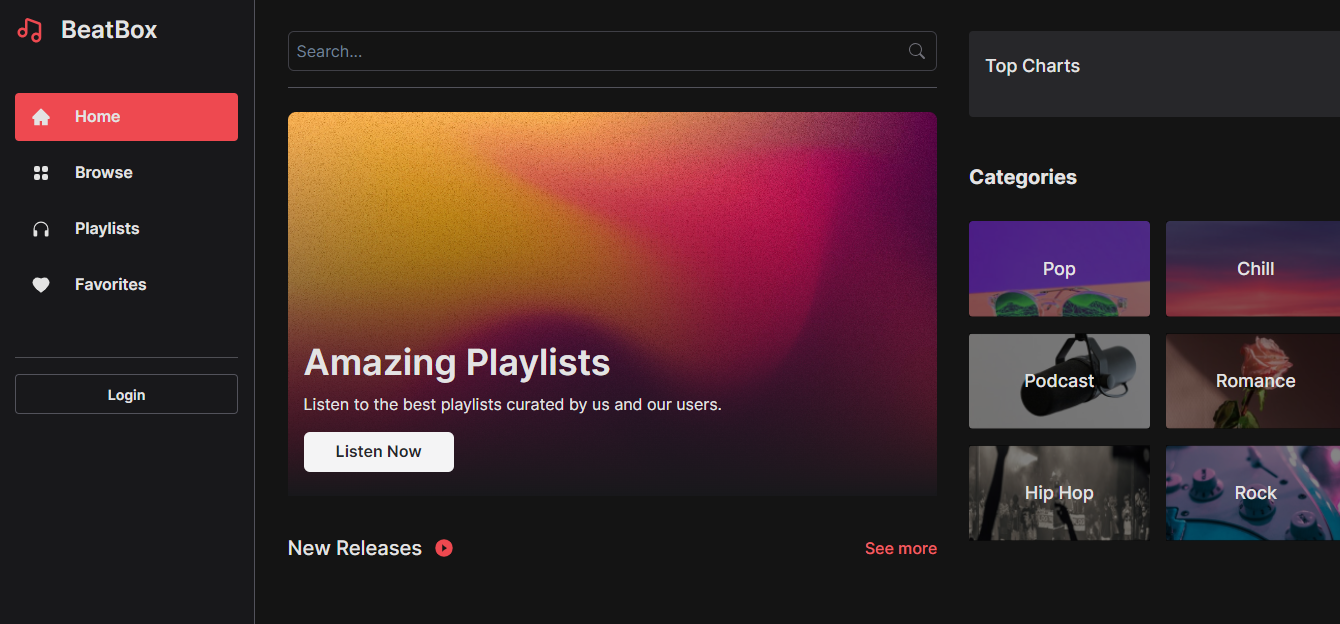 BeatBox
Home
Browse
Playlists
Favorites
Login
Search...
Amazing Playlists
Listen to the best playlists curated by us and our users.
Listen Now
New Releases
See more
Top Charts
Categories
Pop
Chill
Podcast
Romance
Hip Hop
Rock